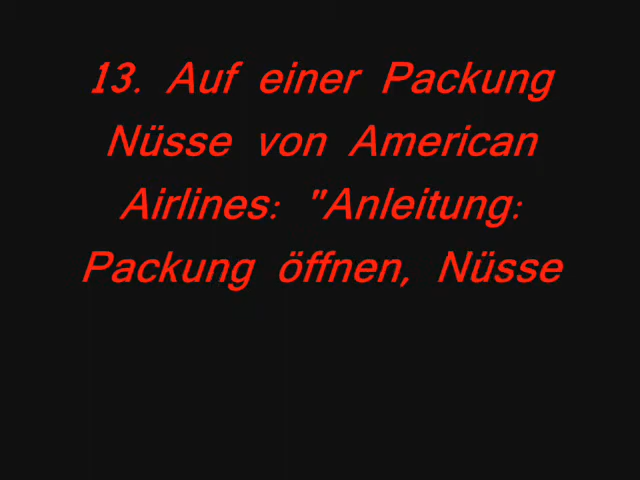 13. Auf einer Packung
Nüsse von American
Airlines: "Anleitung:
Packung öffnen, Nüsse